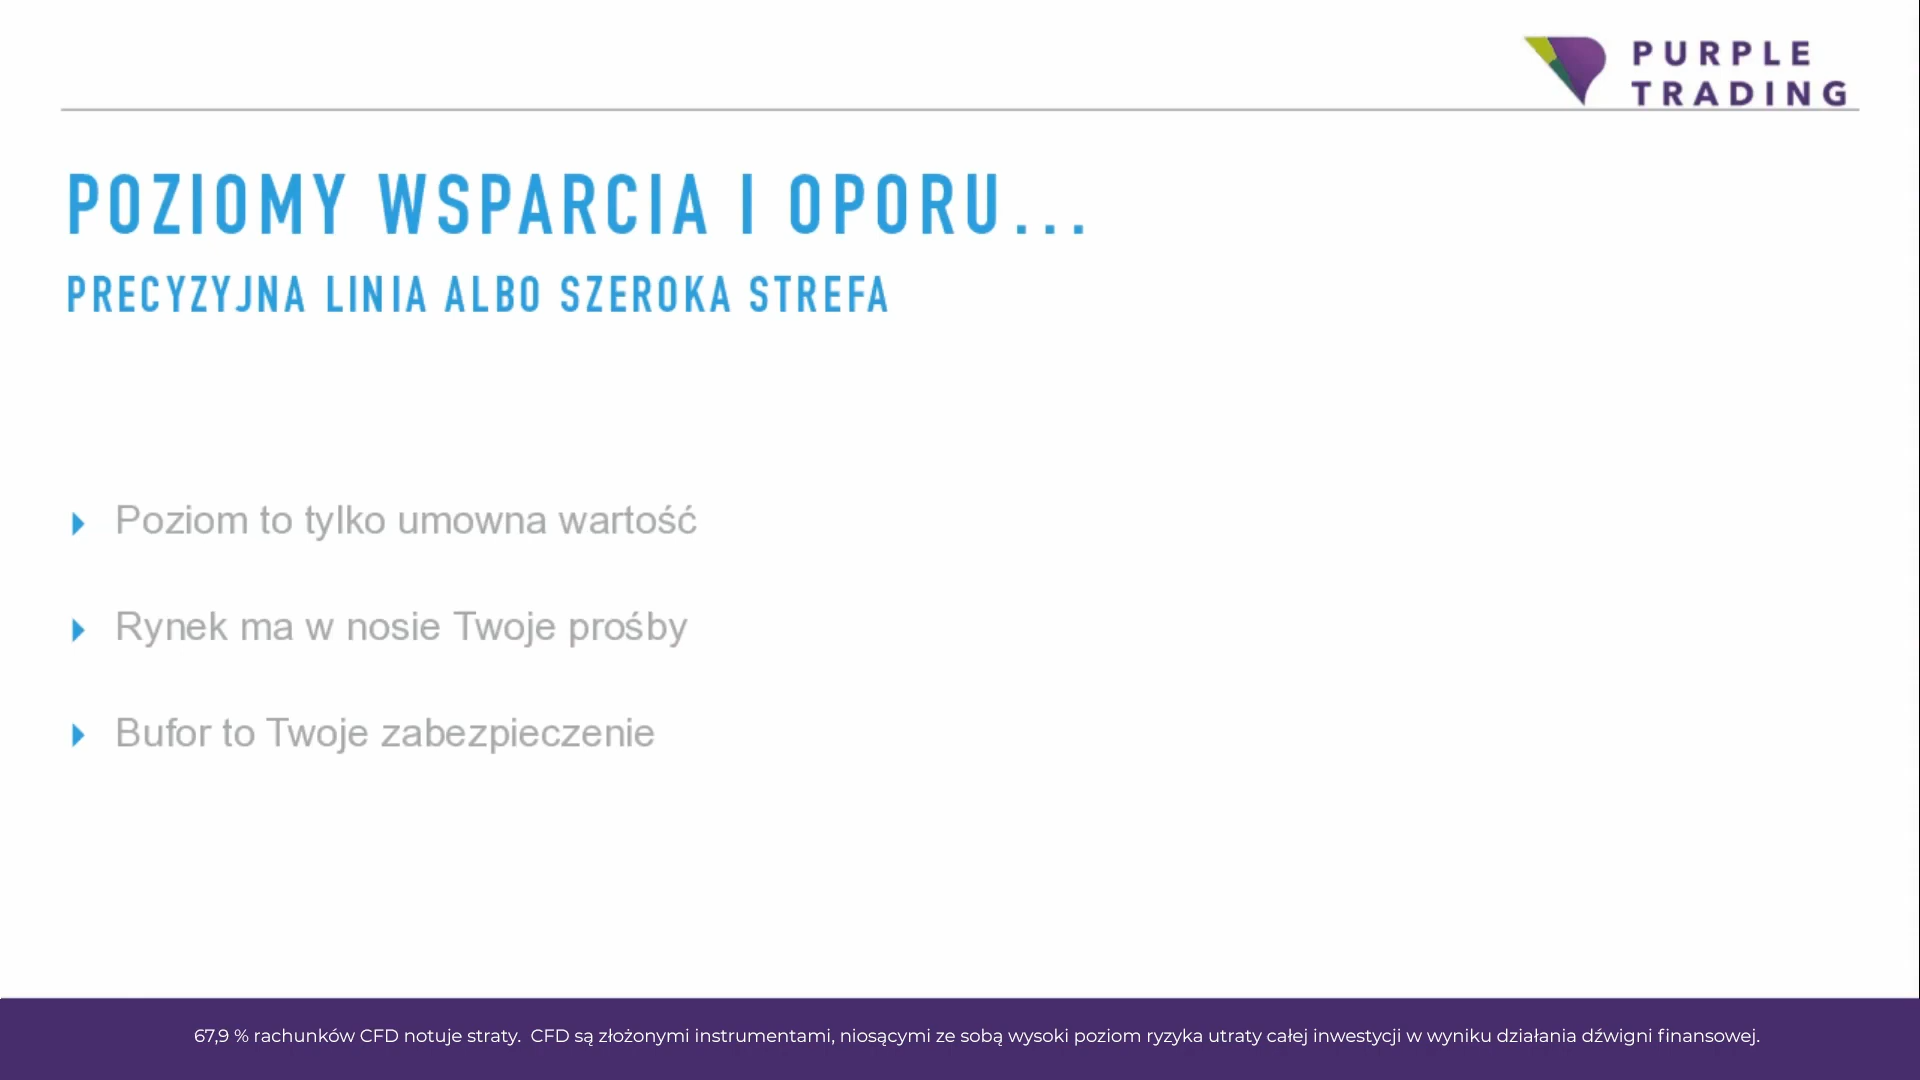 PURPLE
TRADING
POZIOMY WSPARCIA I OPORU...
PRECYZYJNA LINIA ALBO SZEROKA STREFA
Poziom to tylko umowna wartość
Rynek ma w nosie Twoje prośby
Bufor to Twoje zabezpieczenie
67,9 % rachunków CFD notuje straty.  CFD są złożonymi instrumentami, niosącymi ze sobą wysoki poziom ryzyka utraty całej inwestycji w wyniku działania dźwigni finansowej.